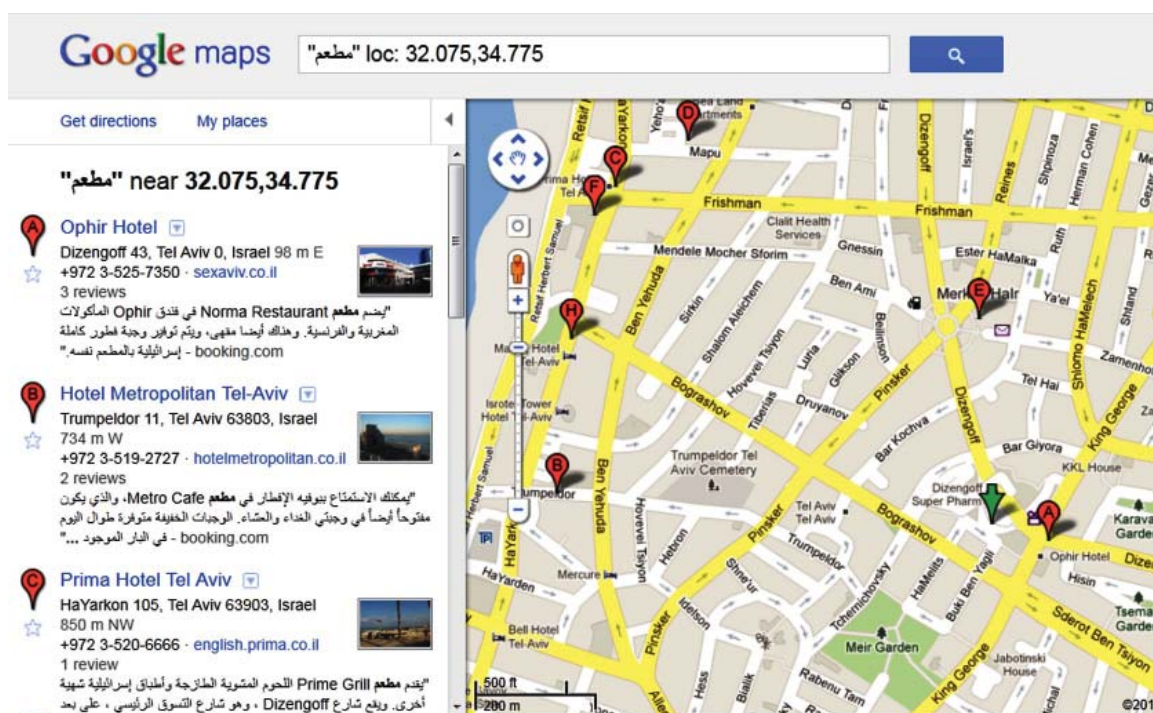 Google maps
"مطعم" loc: 32.075,34.775
Get directions
My places
"مطعم" near 32.075,34.775
A
Ophir Hotel
Dizengoff 43, Tel Aviv 0, Israel 98 m E
+972 3-525-7350 · sexaviv.co.il
3 reviews
"يضم مطعم Norma Restaurant في فندق Ophir المأكولات
المغربية والفرنسية. وهناك أيضا مقهى، ويتم توفير وجبة فطور كاملة
إسرائيلية بالمطعم نفسه." - booking.com
B
Hotel Metropolitan Tel-Aviv
Trumpeldor 11, Tel Aviv 63803, Israel
734 m W
+972 3-519-2727 · hotelmetropolitan.co.il
2 reviews
"يمكنك الاستمتاع ببوفيه الإفطار في مطعم Metro Cafe، والذي يكون
مفتوحاً أيضاً في وجبتي الغداء والعشاء. الوجبات الخفيفة متوفرة طوال اليوم
في البار الموجود ..." - booking.com
C
Prima Hotel Tel Aviv
HaYarkon 105, Tel Aviv 63903, Israel
850 m NW
+972 3-520-6666 · english.prima.co.il
1 review
"يقدم مطعم Prime Grill اللحوم المشوية الطازجة وأطباق إسرائيلية شهية
أخرى. ويقع شارع Dizengoff ، وهو شارع التسوق الرئيسي ، على بعد
Retsif
HaYarkon
D
Mapu
C
F
Frishman
Frishman
Clalit Health
Services
Dizengoff
Israel's
Reines
Shpinoza
Herman Cohen
Mendele Mocher Sforim
Gnessin
Ester HaMalka
Ruth
Retsif Herbert Samuel
Ben Yehuda
Sirkin
Shalom Aleichem
Ben Ami
Beilinson
E
Ya'el
Shtand
Shlomo HaMelech
H
Hovevei Tsiyon
Luria
Glikson
Pinsker
Tel Hai
Bograshov
Tiberias
Druyanov
Bar Kochva
Dizengoff
Bar Giyora
King George
KKL House
Trumpeldor Tel
Aviv Cemetery
B
Ben Yehuda
Dizengoff
Super Pharm
A
Ophir Hotel
Hisin
Tel Aviv
Tel Aviv
Bograshov
Trumpeldor
Hovevei Tsiyon
Hebron
Pinsker
HaYarden
Mercure
Shne'ur
Idelson
Tchernichovsky
HaMelits
Buki Ben Yagli
Sderot Ben Tsiyon
Bell Hotel
Tel-Aviv
Pinsker
Meir Garden
Jabotinski
House
King George
Hess
Bialik
Rabenu Tam
500 ft
200 m